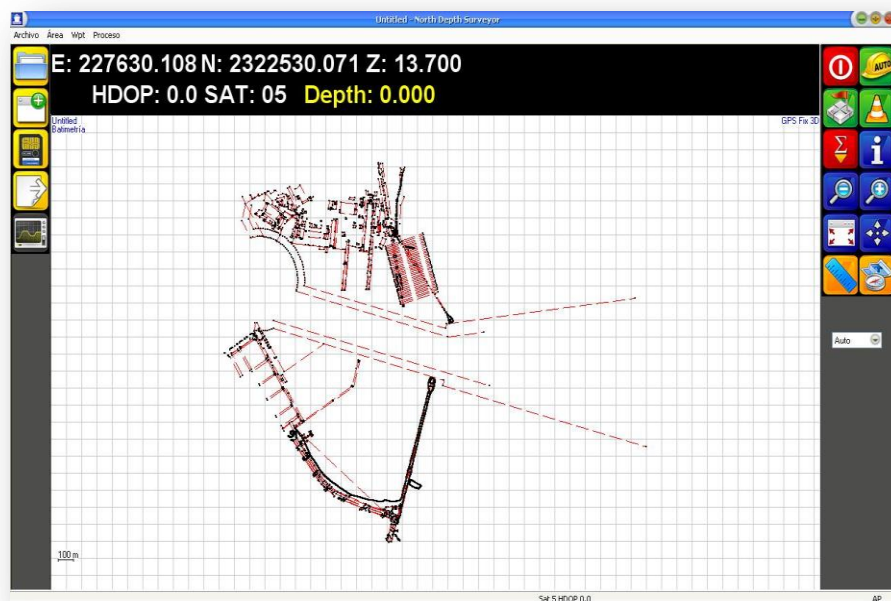 Untitled - North Depth Surveyor
Archivo Área Wpt Proceso
E: 227630.108 N: 2322530.071 Z: 13.700
HDOP: 0.0 SAT: 05 Depth: 0.000
Untitled
Batimetría
GPS Fix 3D
AUTO
Auto
100 m
Sat 5 HDOP 0.0 AP